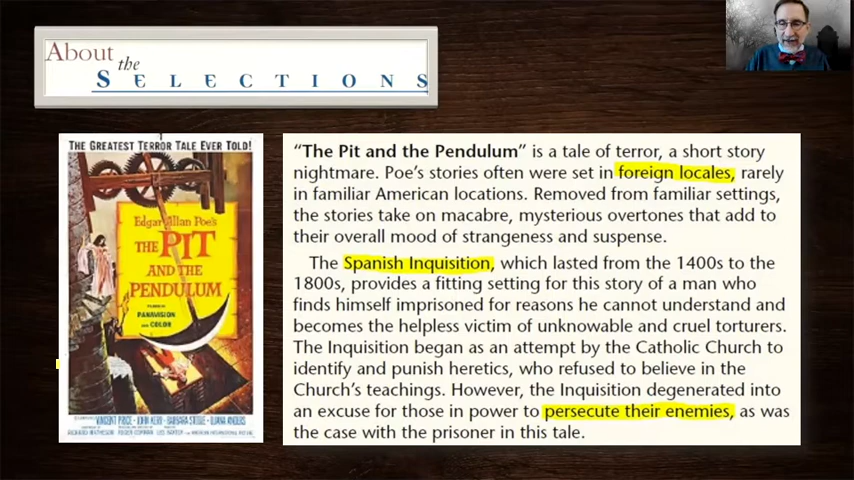 About
the
SELECTIONS
THE GREATEST TERROR TALE EVER TOLD!
Edgar Allan Poe's
THE PIT
AND THE
PENDULUM
PANAVISION
AND COLOR
VINCENT PRICE · JOHN KERR · BARBARA STEELE · LUANA ANDERS
“The Pit and the Pendulum” is a tale of terror, a short story
nightmare. Poe’s stories often were set in foreign locales, rarely
in familiar American locations. Removed from familiar settings,
the stories take on macabre, mysterious overtones that add to
their overall mood of strangeness and suspense.
The Spanish Inquisition, which lasted from the 1400s to the
1800s, provides a fitting setting for this story of a man who
finds himself imprisoned for reasons he cannot understand and
becomes the helpless victim of unknowable and cruel torturers.
The Inquisition began as an attempt by the Catholic Church to
identify and punish heretics, who refused to believe in the
Church’s teachings. However, the Inquisition degenerated into
an excuse for those in power to persecute their enemies, as was
the case with the prisoner in this tale.